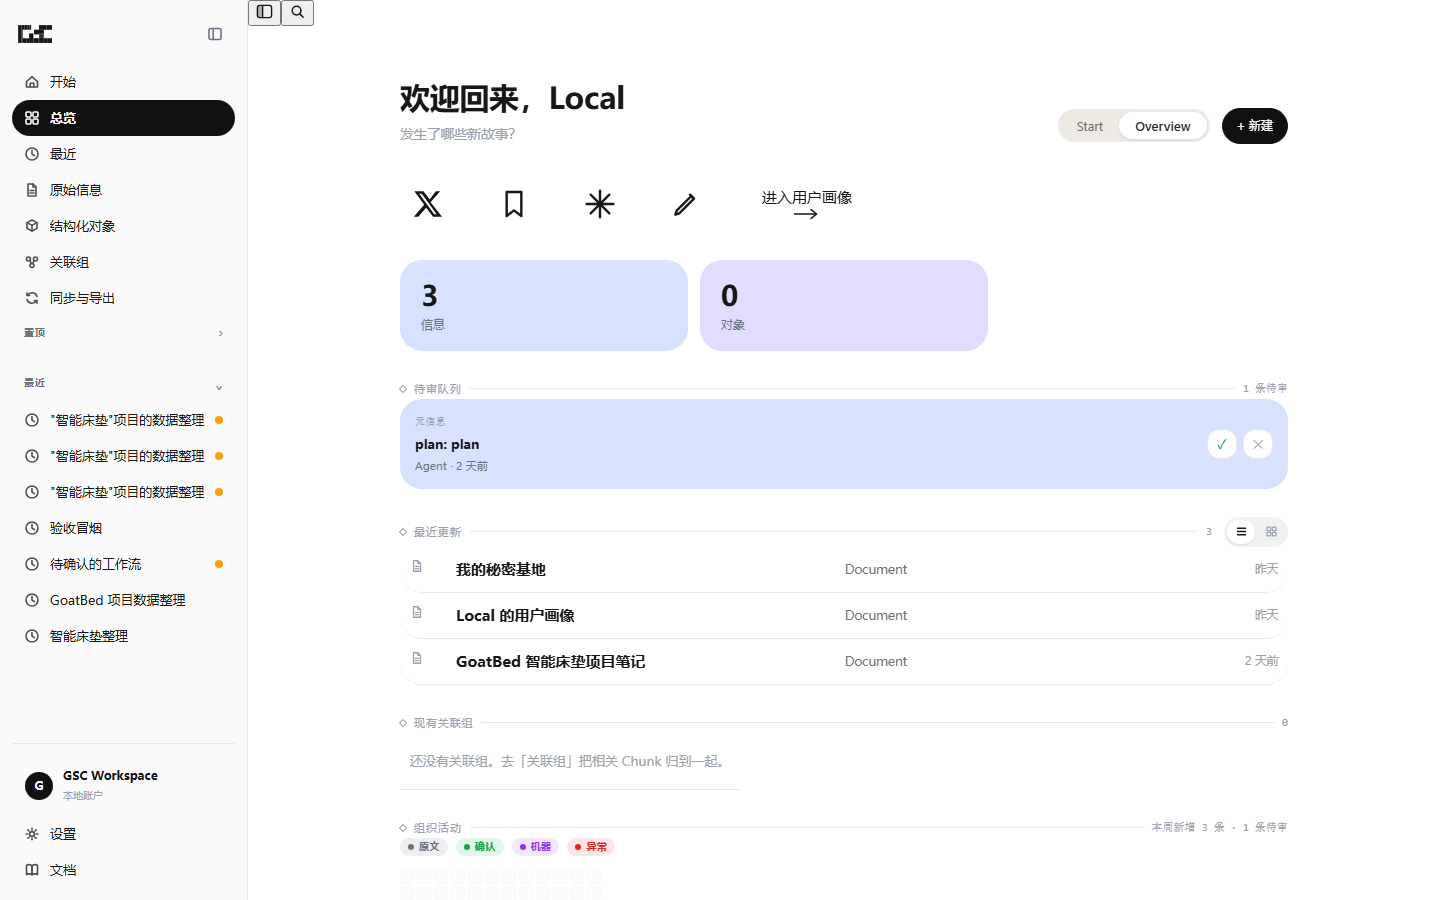 GSC
开始
总览
最近
原始信息
结构化对象
关联组
同步与导出
置顶
最近
"智能床垫"项目的数据整理
"智能床垫"项目的数据整理
"智能床垫"项目的数据整理
验收冒烟
待确认的工作流
GoatBed 项目数据整理
智能床垫整理
G
GSC Workspace
本地账户
设置
文档
欢迎回来，Local
发生了哪些新故事?
Start
Overview
+ 新建
进入用户画像
3
信息
0
对象
待审队列
1 条待审
元信息
plan: plan
Agent · 2 天前
最近更新
3
我的秘密基地
Document
昨天
Local 的用户画像
Document
昨天
GoatBed 智能床垫项目笔记
Document
2 天前
现有关联组
0
还没有关联组。去「关联组」把相关 Chunk 归到一起。
组织活动
本周新增 3 条 · 1 条待审
原文
确认
机器
异常